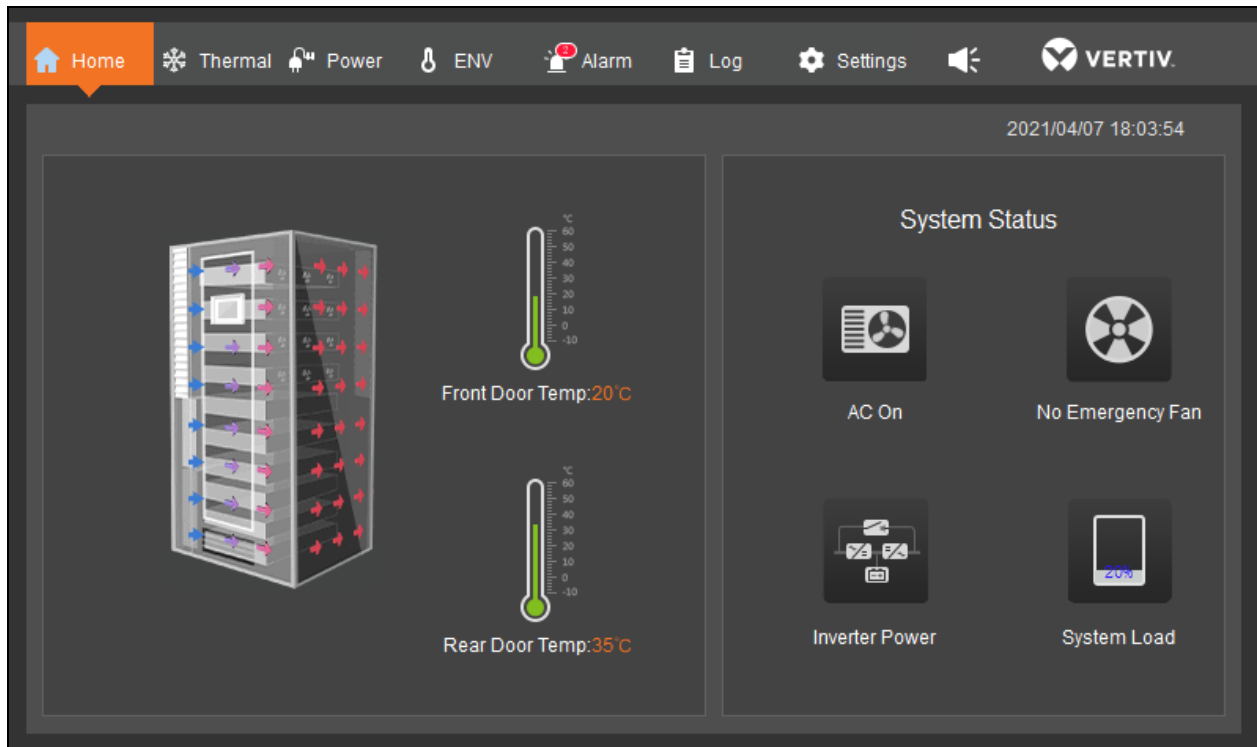 Home Thermal Power ENV 2 Alarm Log Settings VERTIV.
2021/04/07 18:03:54
°C
60
50
40
30
20
10
0
-10
Front Door Temp:20°C
°C
60
50
40
30
20
10
0
-10
Rear Door Temp:35°C
System Status
AC On
No Emergency Fan
20%
Inverter Power
System Load